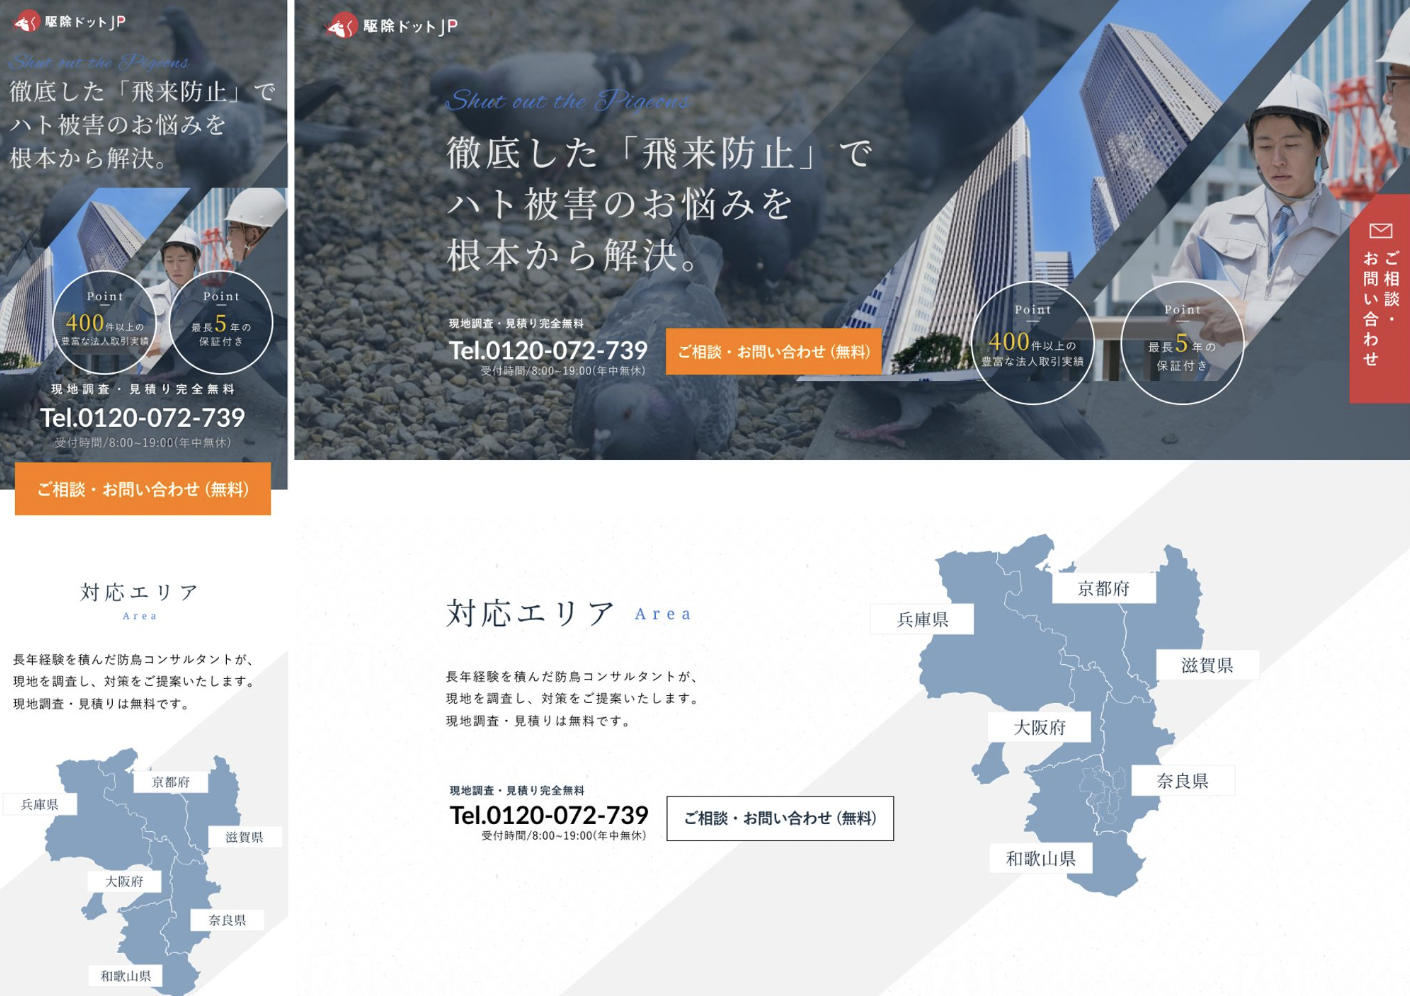 駆除ドットJP
Shut out the Pigeons
徹底した「飛来防止」で
ハト被害のお悩みを
根本から解決。
Point
400件以上の
豊富な法人取引実績
Point
最長5年の
保証付き
現地調査・見積り完全無料
Tel.0120-072-739
受付時間/8:00~19:00(年中無休)
ご相談・お問い合わせ(無料)
対応エリア
Area
長年経験を積んだ防鳥コンサルタントが、
現地を調査し、対策をご提案いたします。
現地調査・見積りは無料です。
京都府
兵庫県
滋賀県
大阪府
奈良県
和歌山県
駆除ドットJP
Shut out the Pigeons
徹底した「飛来防止」で
ハト被害のお悩みを
根本から解決。
現地調査・見積り完全無料
Tel.0120-072-739
受付時間/8:00~19:00(年中無休)
ご相談・お問い合わせ(無料)
Point
400件以上の
豊富な法人取引実績
Point
最長5年の
保証付き
ご相談・
お問い合わせ
対応エリア Area
長年経験を積んだ防鳥コンサルタントが、
現地を調査し、対策をご提案いたします。
現地調査・見積りは無料です。
現地調査・見積り完全無料
Tel.0120-072-739
受付時間/8:00~19:00(年中無休)
ご相談・お問い合わせ(無料)
京都府
兵庫県
滋賀県
大阪府
奈良県
和歌山県